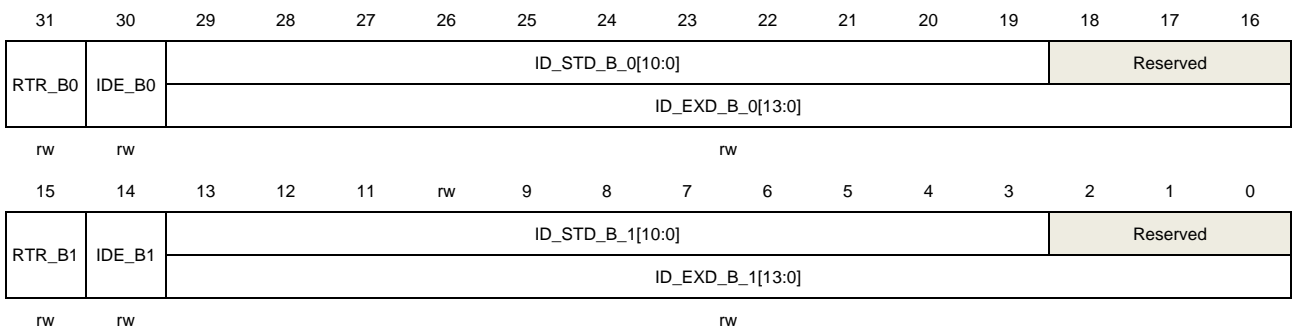 31 30 29 28 27 26 25 24 23 22 21 20 19 18 17 16
RTR_B0 IDE_B0 ID_STD_B_0[10:0] Reserved
ID_EXD_B_0[13:0]
rw rw rw
15 14 13 12 11 rw 9 8 7 6 5 4 3 2 1 0
RTR_B1 IDE_B1 ID_STD_B_1[10:0] Reserved
ID_EXD_B_1[13:0]
rw rw rw